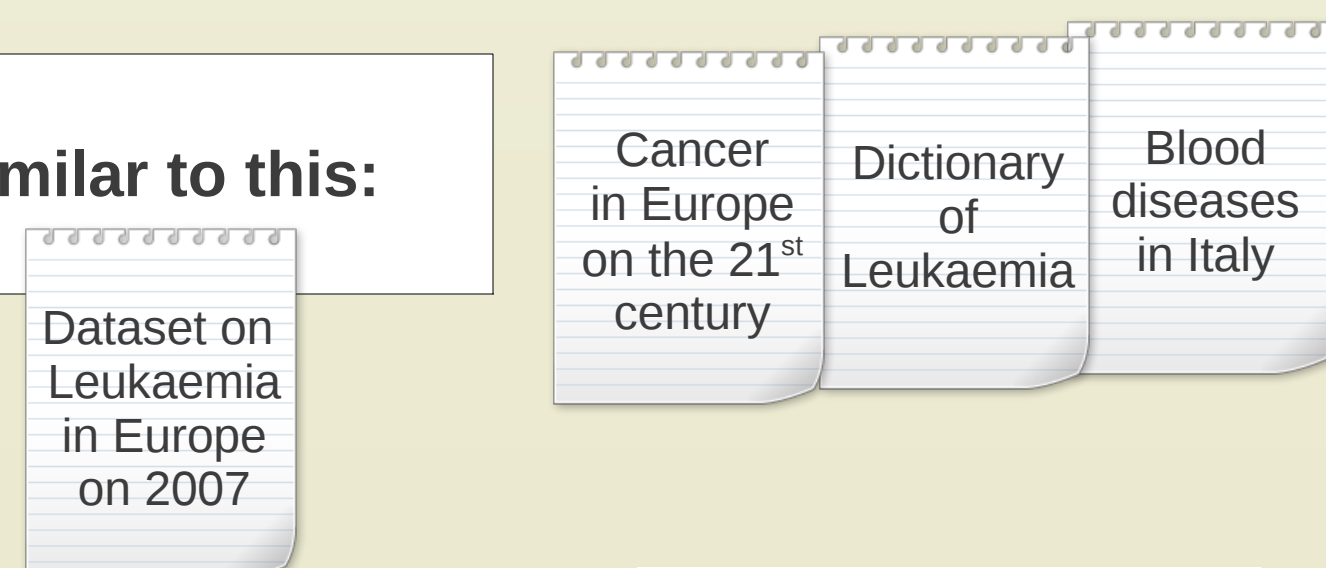 milar to this:
Dataset on
Leukaemia
in Europe
on 2007
Cancer
in Europe
on the 21st
century
Dictionary
of
Leukaemia
Blood
diseases
in Italy